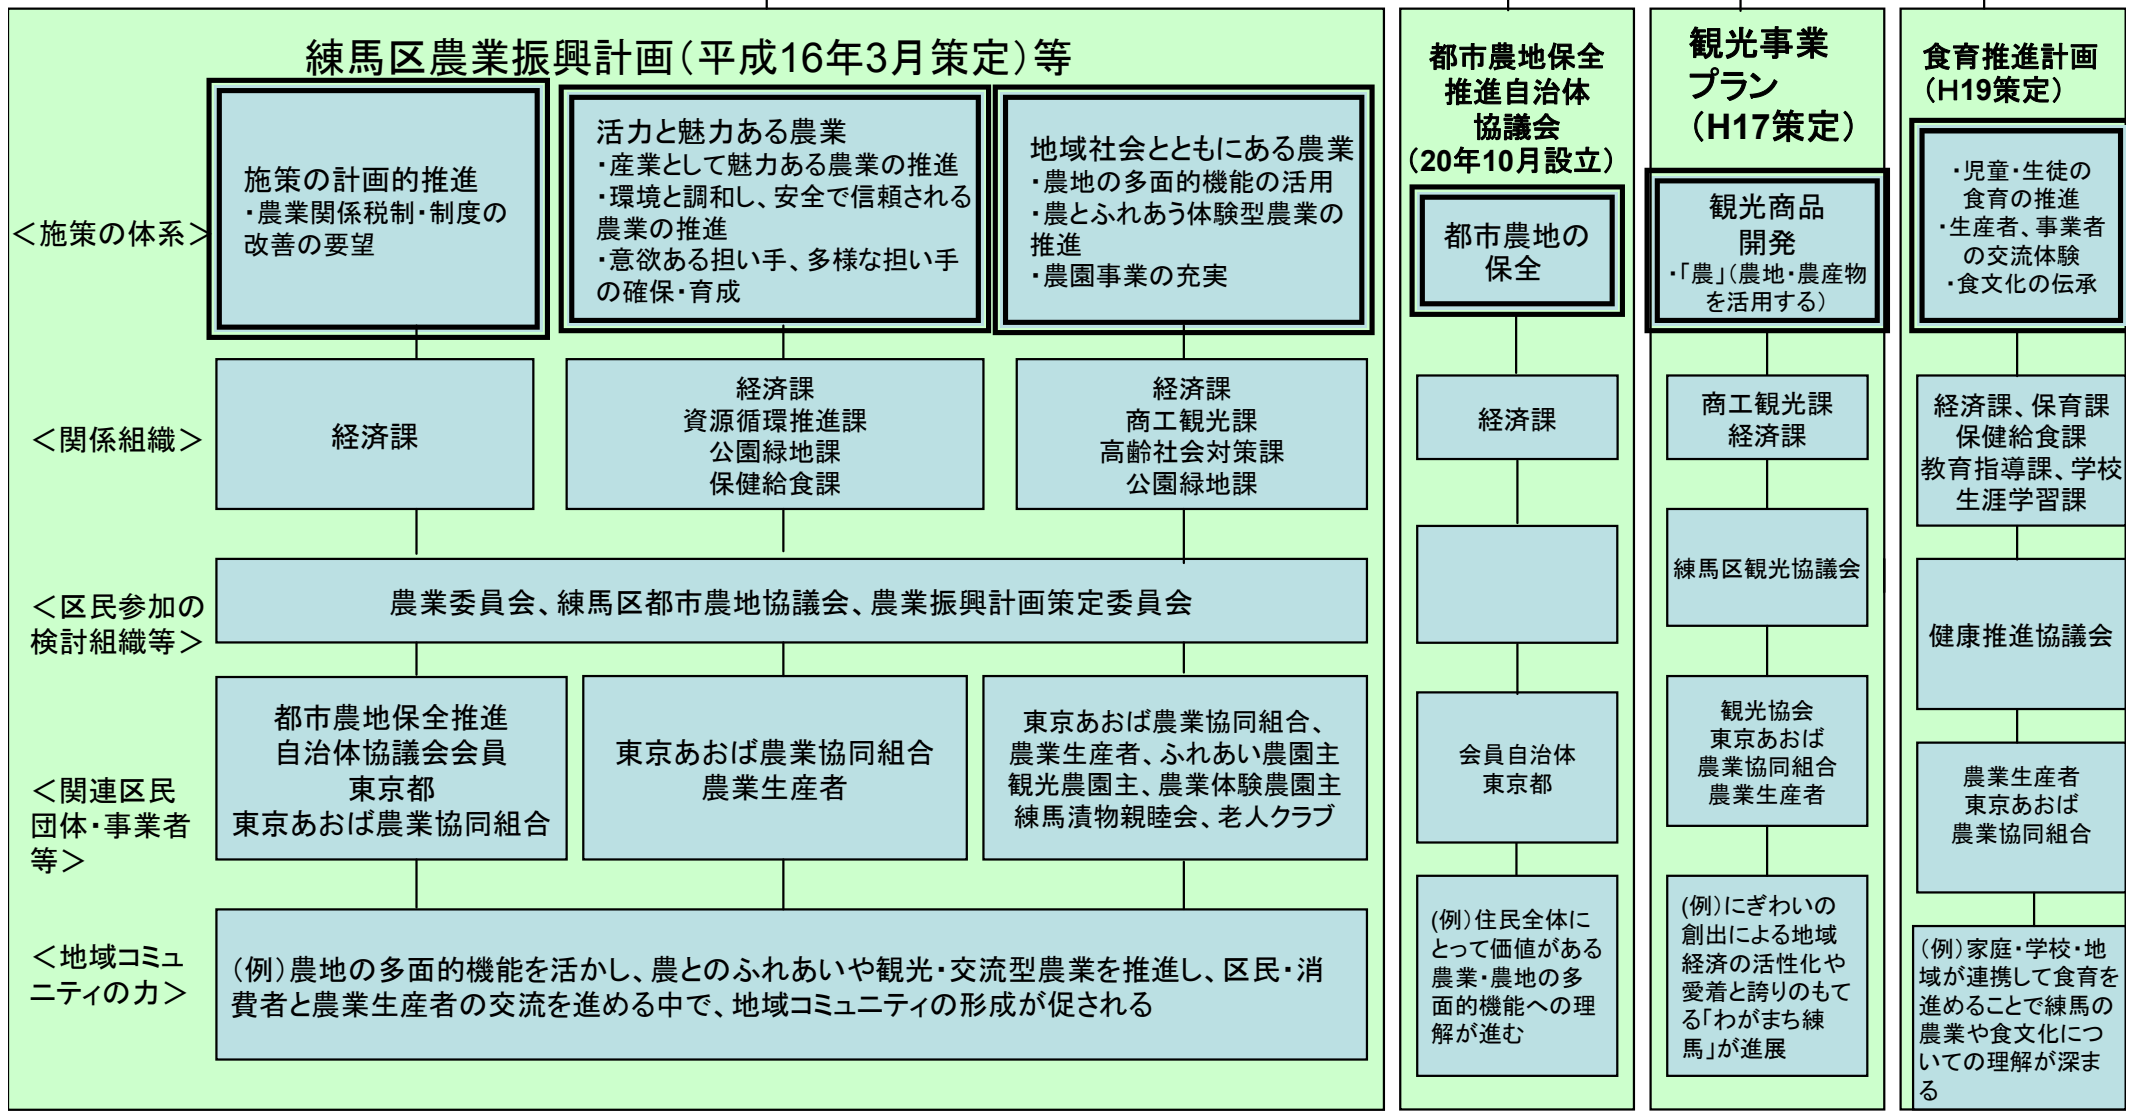 練馬区農業振興計画（平成16年3月策定）等
＜施策の体系＞
施策の計画的推進
・農業関係税制・制度の
改善の要望
活力と魅力ある農業
・産業として魅力ある農業の推進
・環境と調和し、安全で信頼される
農業の推進
・意欲ある担い手、多様な担い手
の確保・育成
地域社会とともにある農業
・農地の多面的機能の活用
・農とふれあう体験型農業の
推進
・農園事業の充実
＜関係組織＞
経済課
経済課
資源循環推進課
公園緑地課
保健給食課
経済課
商工観光課
高齢社会対策課
公園緑地課
＜区民参加の
検討組織等＞
農業委員会、練馬区都市農地協議会、農業振興計画策定委員会
＜関連区民
団体・事業者
等＞
都市農地保全推進
自治体協議会会員
東京都
東京あおば農業協同組合
東京あおば農業協同組合
農業生産者
東京あおば農業協同組合、
農業生産者、ふれあい農園主
観光農園主、農業体験農園主
練馬漬物親睦会、老人クラブ
＜地域コミュ
ニティの力＞
（例）農地の多面的機能を活かし、農とのふれあいや観光・交流型農業を推進し、区民・消
費者と農業生産者の交流を進める中で、地域コミュニティの形成が促される
都市農地保全
推進自治体
協議会
（20年10月設立）
都市農地の
保全
経済課
会員自治体
東京都
(例）住民全体に
とって価値がある
農業・農地の多
面的機能への理
解が進む
観光事業
プラン
（H17策定）
観光商品
開発
・「農」（農地・農産物
を活用する）
商工観光課
経済課
練馬区観光協議会
観光協会
東京あおば
農業協同組合
農業生産者
(例）にぎわいの
創出による地域
経済の活性化や
愛着と誇りのもて
る「わがまち練
馬」が進展
食育推進計画
（H19策定）
・児童・生徒の
食育の推進
・生産者、事業者
の交流体験
・食文化の伝承
経済課、保育課
保健給食課
教育指導課、学校
生涯学習課
健康推進協議会
農業生産者
東京あおば
農業協同組合
（例）家庭・学校・地
域が連携して食育を
進めることで練馬の
農業や食文化につ
いての理解が深ま
る